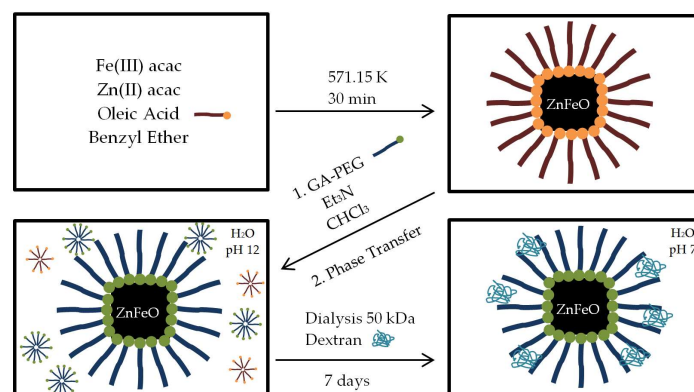 Fe(III) acac
Zn(II) acac
Oleic Acid
Benzyl Ether
571.15 K
30 min
ZnFeO
1. GA-PEG
Et₃N
CHCl₃
2. Phase Transfer
H₂O
pH 12
ZnFeO
Dialysis 50 kDa
Dextran
7 days
H₂O
pH 7
ZnFeO